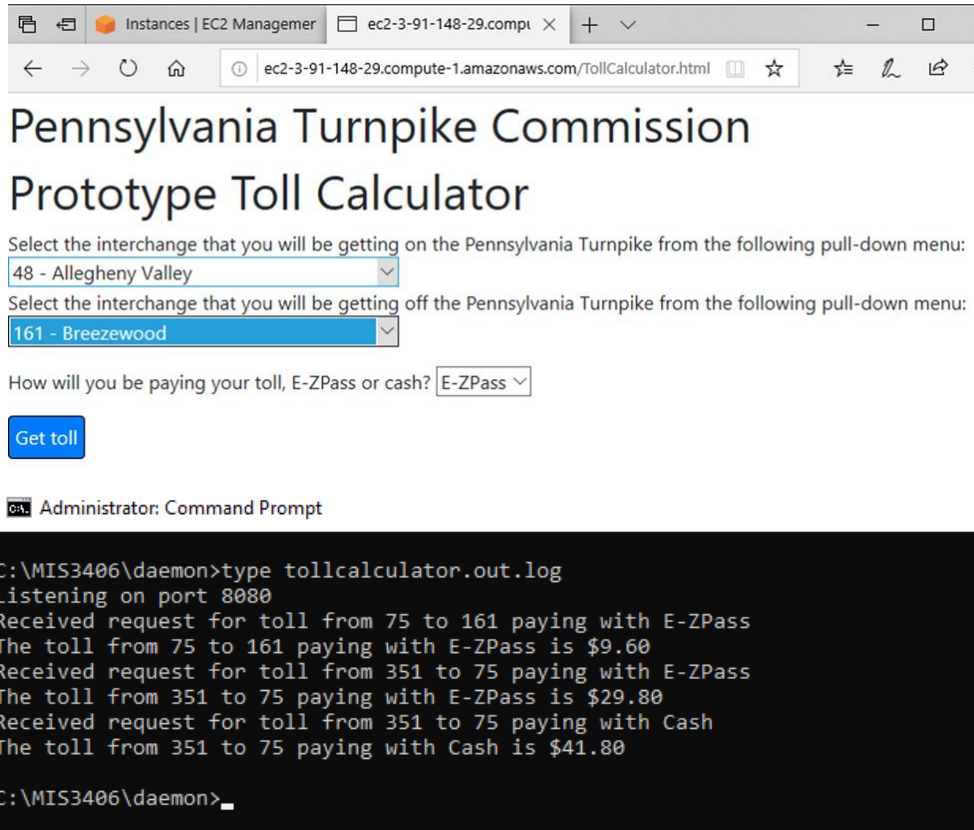 Instances | EC2 Managemer
ec2-3-91-148-29.compu
ec2-3-91-148-29.compute-1.amazonaws.com/TollCalculator.html
Pennsylvania Turnpike Commission
Prototype Toll Calculator
Select the interchange that you will be getting on the Pennsylvania Turnpike from the following pull-down menu:
48 - Allegheny Valley
Select the interchange that you will be getting off the Pennsylvania Turnpike from the following pull-down menu:
161 - Breezewood
How will you be paying your toll, E-ZPass or cash? E-ZPass
Get toll
C:\. Administrator: Command Prompt
C:\MIS3406\daemon>type tollcalculator.out.log
Listening on port 8080
Received request for toll from 75 to 161 paying with E-ZPass
The toll from 75 to 161 paying with E-ZPass is $9.60
Received request for toll from 351 to 75 paying with E-ZPass
The toll from 351 to 75 paying with E-ZPass is $29.80
Received request for toll from 351 to 75 paying with Cash
The toll from 351 to 75 paying with Cash is $41.80
C:\MIS3406\daemon>